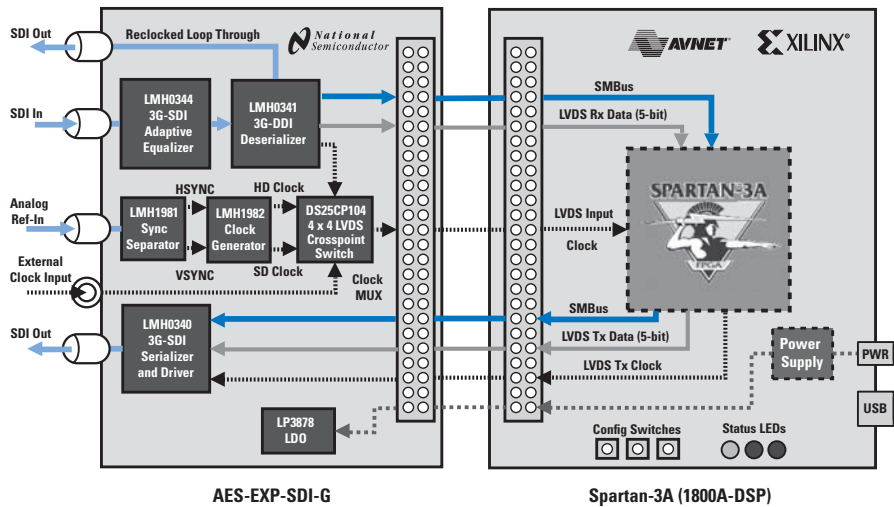 SDI Out
Reclocked Loop Through
National
Semiconductor
AVNET
XILINX®
SMBus
LMH0344
3G-SDI
Adaptive
Equalizer
LMH0341
3G-DDI
Deserializer
SDI In
LVDS Rx Data (5-bit)
SPARTAN-3A
FPGA
Analog
Ref-In
HSYNC
HD Clock
LMH1981
Sync
Separator
LMH1982
Clock
Generator
DS25CP104
4 x 4 LVDS
Crosspoint
Switch
LVDS Input
Clock
External
Clock Input
VSYNC
SD Clock
Clock
MUX
SMBus
SDI Out
LMH0340
3G-SDI
Serializer
and Driver
LVDS Tx Data (5-bit)
LVDS Tx Clock
Power
Supply
PWR
USB
LP3878
LDO
Config Switches
Status LEDs
AES-EXP-SDI-G
Spartan-3A (1800A-DSP)